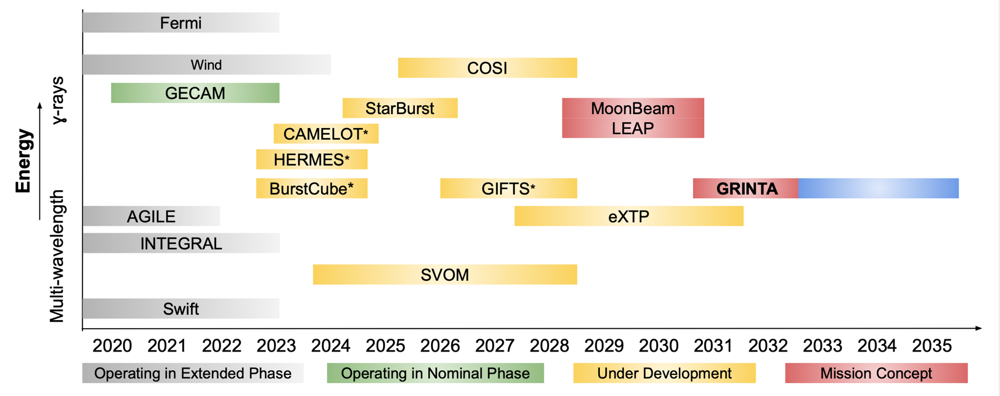 Fermi
Wind
COSI
GECAM
StarBurst
MoonBeam
LEAP
CAMELOT*
HERMES*
BurstCube*
GIFTS*
GRINTA
AGILE
eXTP
INTEGRAL
SVOM
Swift
Energy
γ-rays
Multi-wavelength
2020 2021 2022 2023 2024 2025 2026 2027 2028 2029 2030 2031 2032 2033 2034 2035
Operating in Extended Phase
Operating in Nominal Phase
Under Development
Mission Concept